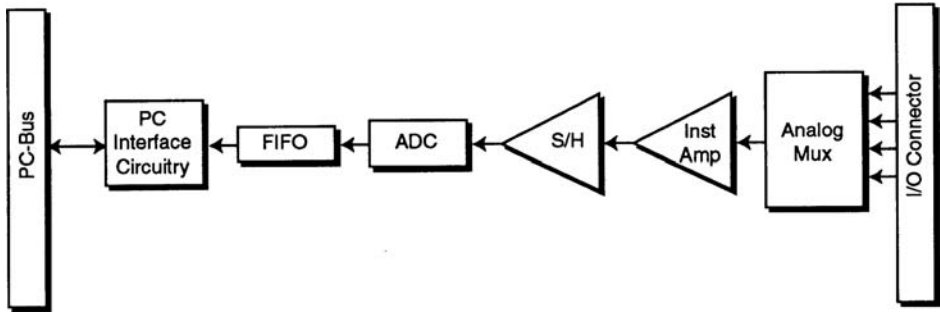 PC-Bus
PC
Interface
Circuitry
FIFO
ADC
S/H
Inst
Amp
Analog
Mux
I/O Connector